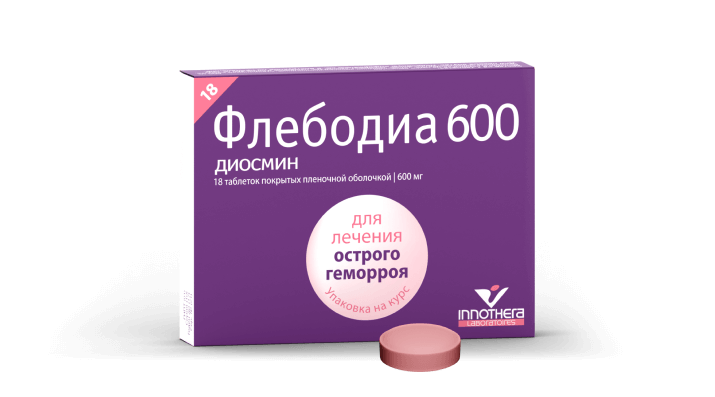 18
Флебодиа 600
диосмин
18 таблеток покрытых пленочной оболочкой | 600 мг
для
лечения
острого
геморроя
Упаковка на курс
INNOTHERA
LABORATOIRES